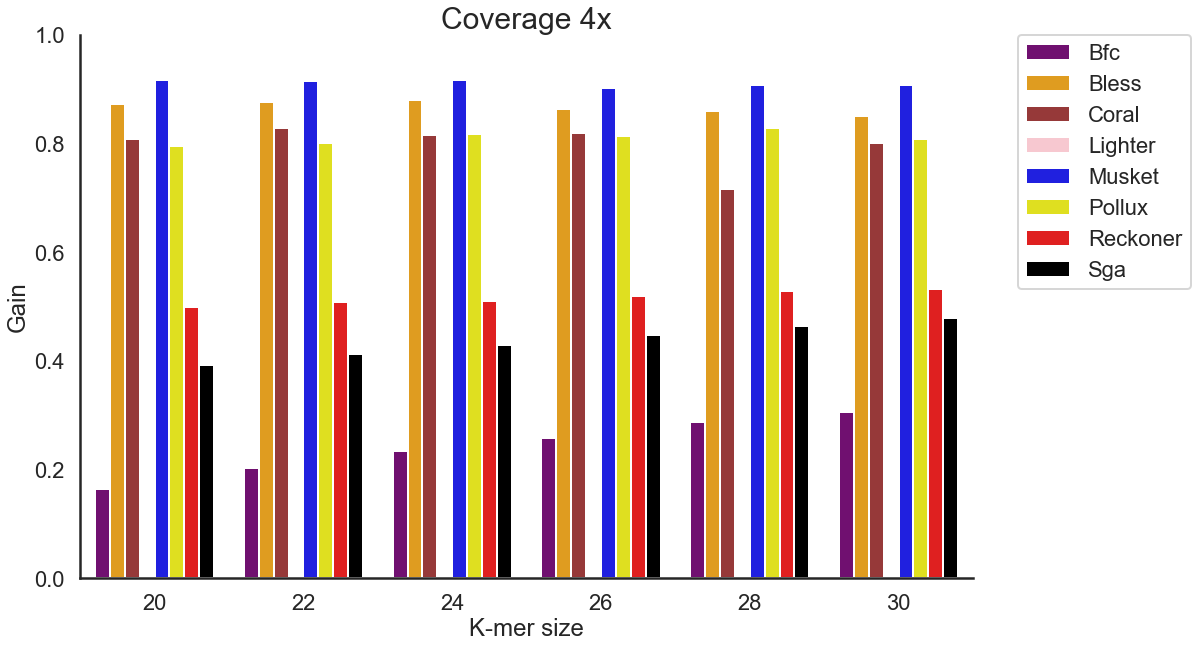 Coverage 4x
1.0
0.8
0.6
0.4
0.2
0.0
Gain
20 22 24 26 28 30
K-mer size
Bfc
Bless
Coral
Lighter
Musket
Pollux
Reckoner
Sga